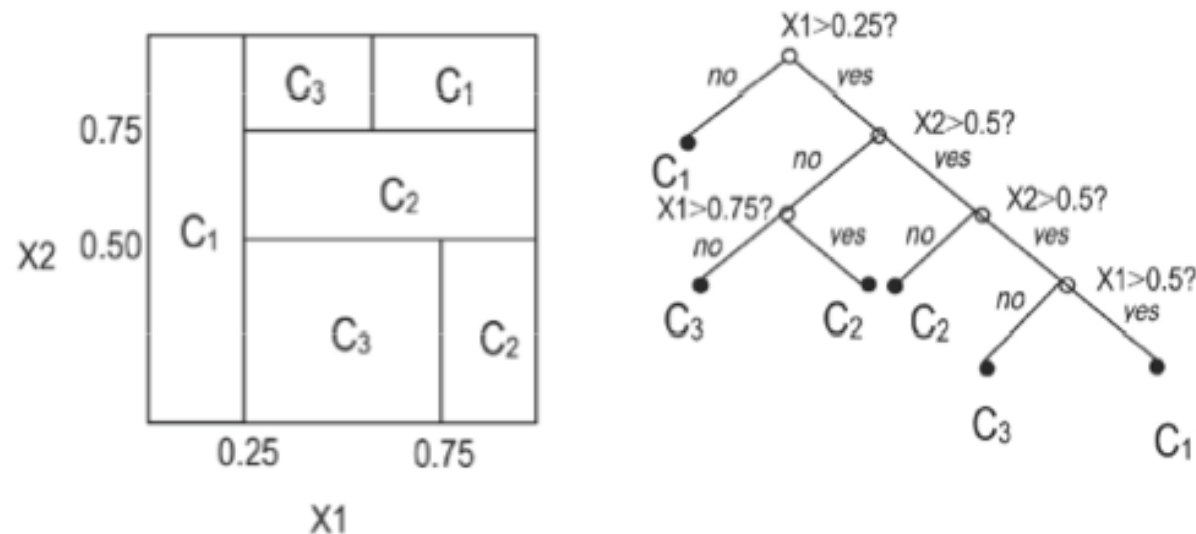 C₃
C₁
0.75
C₂
C₁
0.50
X2
C₃
C₂
0.25
0.75
X1
X1>0.25?
no
yes
X2>0.5?
C₁
no
yes
X1>0.75?
X2>0.5?
no
yes
no
yes
C₃
C₂
C₂
X1>0.5?
no
yes
C₃
C₁